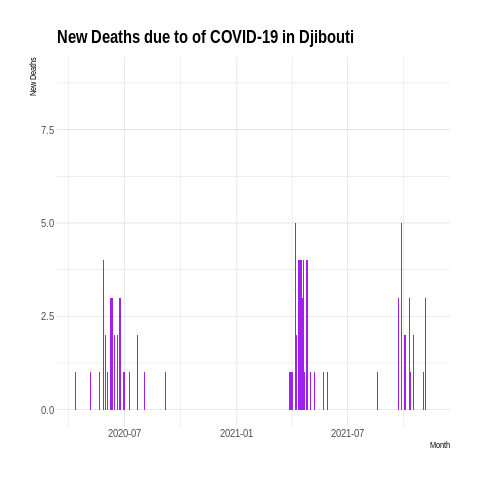 New Deaths due to of COVID-19 in Djibouti
New Deaths
7.5
5.0
2.5
0.0
2020-07
2021-01
2021-07
Month